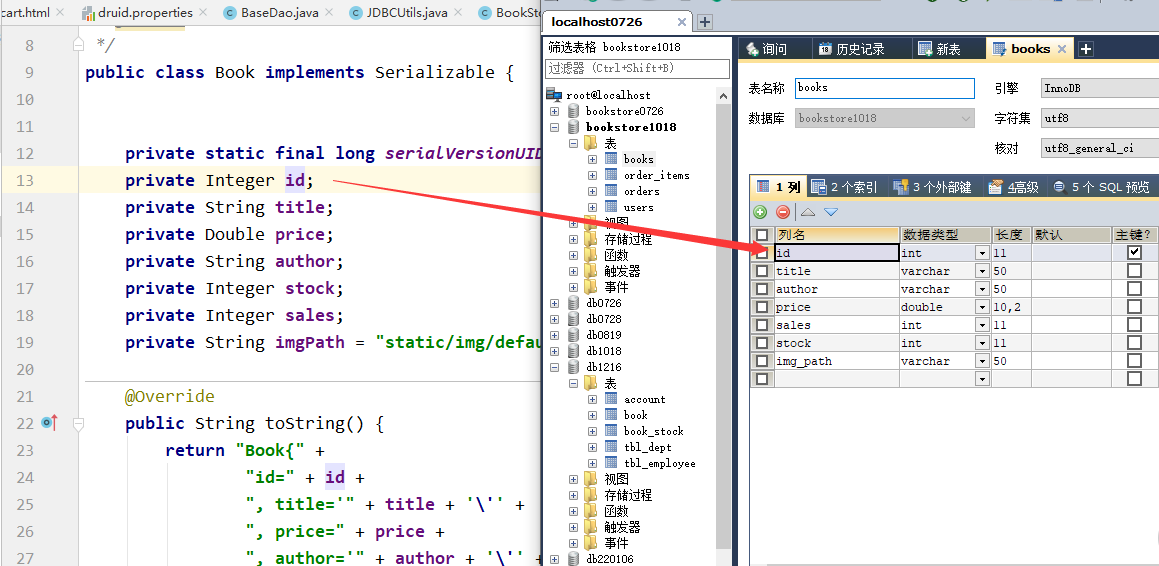 cart.html × druid.properties × BaseDao.java × JDBCUtils.java × BookSto
8 */
9 public class Book implements Serializable {
10
11
12 private static final long serialVersionUID
13 private Integer id;
14 private String title;
15 private Double price;
16 private String author;
17 private Integer stock;
18 private Integer sales;
19 private String imgPath = "static/img/defau
20
21 @Override
22 public String toString() {
23 return "Book{" +
24 "id=" + id +
25 ", title='" + title + '\'' +
26 ", price=" + price +
27 ", author='" + author + '\'' +
localhost0726 × +
筛选表格 bookstore1018
过滤器 (Ctrl+Shift+B)
root@localhost
bookstore0726
bookstore1018
表
books
order_items
orders
users
视图
存储过程
函数
触发器
事件
db0726
db0728
db0819
db1018
db1216
表
account
book
book_stock
tbl_dept
tbl_employee
视图
存储过程
函数
触发器
事件
db220106
询问 历史记录 新表 books × +
表名称 books 引擎 InnoDB
数据库 bookstore1018 字符集 utf8
核对 utf8_general_ci
1 列 2 个索引 3 个外部键 4高级 5 个 SQL 预览
列名 数据类型 长度 默认 主键?
id int 11
title varchar 50
author varchar 50
price double 10,2
sales int 11
stock int 11
img_path varchar 50